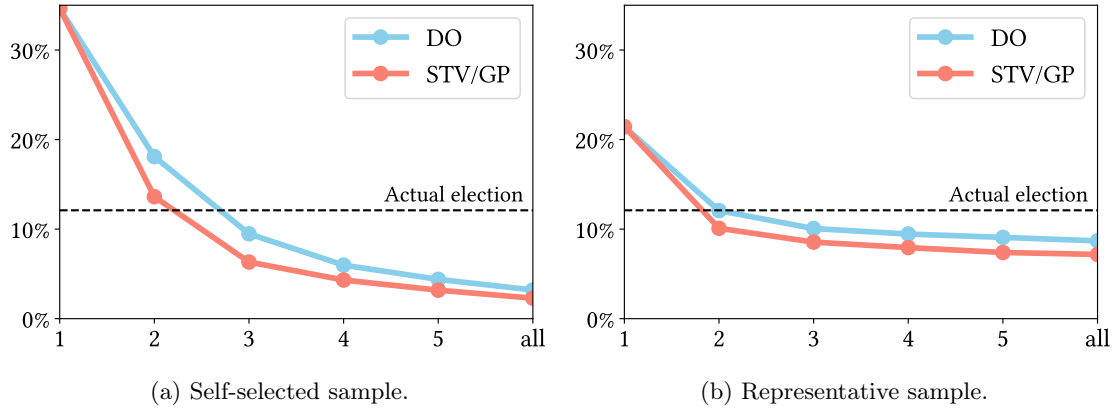 30%
20%
10%
0%
DO
STV/GP
Actual election
1 2 3 4 5 all
(a) Self-selected sample.
30%
20%
10%
0%
DO
STV/GP
Actual election
1 2 3 4 5 all
(b) Representative sample.